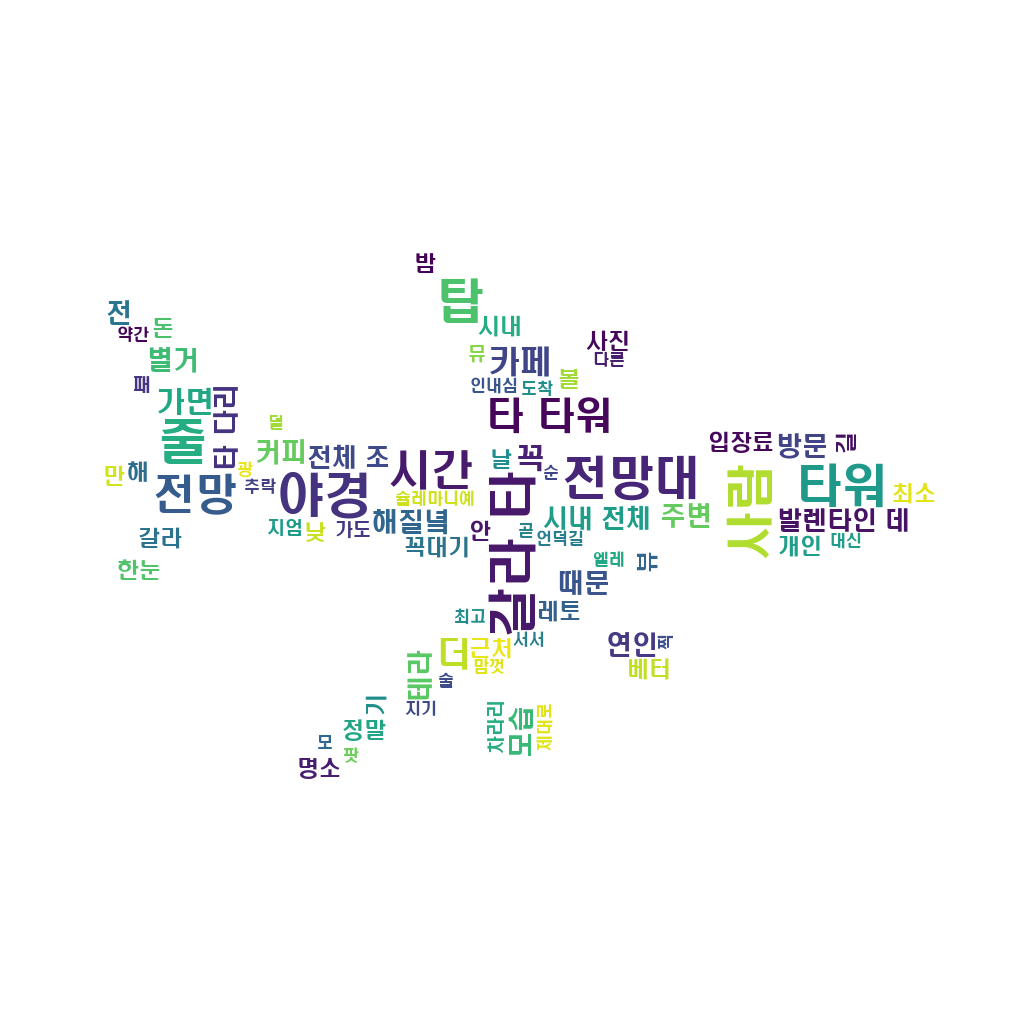 밤
탑
전
약간
돈
시내
사진
별거
뮤
카페
다른
패
인내심
도착
볼
가면
타 다리
타 타워
덜
줄
커피
전체 조
입장료
방문
길
만
해
광
시간
날
꼭
순
전망
추락
야경
전망대
사람
타워
최소
슐레마니예
갈라 타
지엄
낮
가도
해질녘
안
곧
시내 전체
주변
발렌타인 데
갈라
꼭대기
언덕길
개인
대신
한눈
엘레
뷰
때문
최고
레토
서서
더
근처
연인
찍
맘껏
베터
테라
술
기
지기
차라리
모습
제대로
정말
모
팟
명소